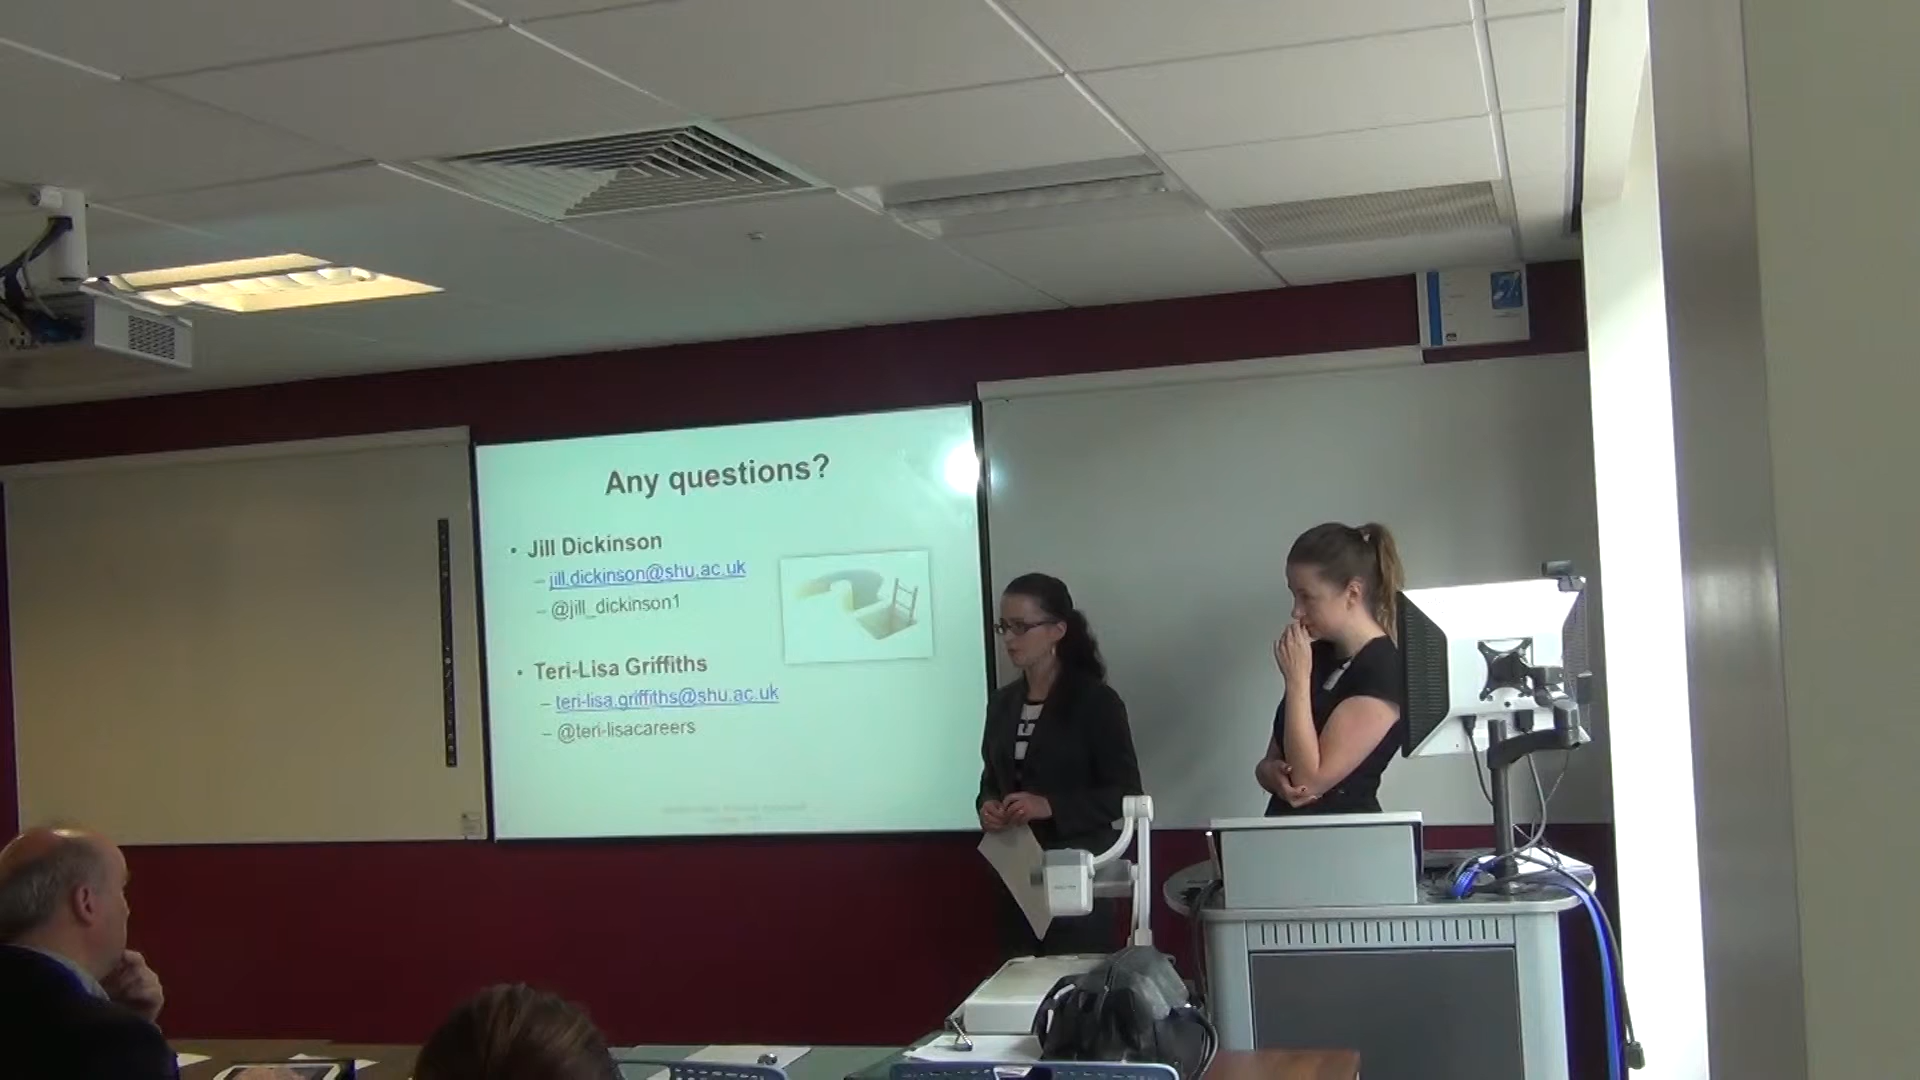 Any questions?
• Jill Dickinson
– jill.dickinson@shu.ac.uk
– @jill_dickinson1
• Teri-Lisa Griffiths
– teri-lisa.griffiths@shu.ac.uk
– @teri-lisacareers